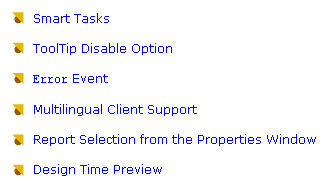 Smart Tasks
ToolTip Disable Option
Error Event
Multilingual Client Support
Report Selection from the Properties Window
Design Time Preview